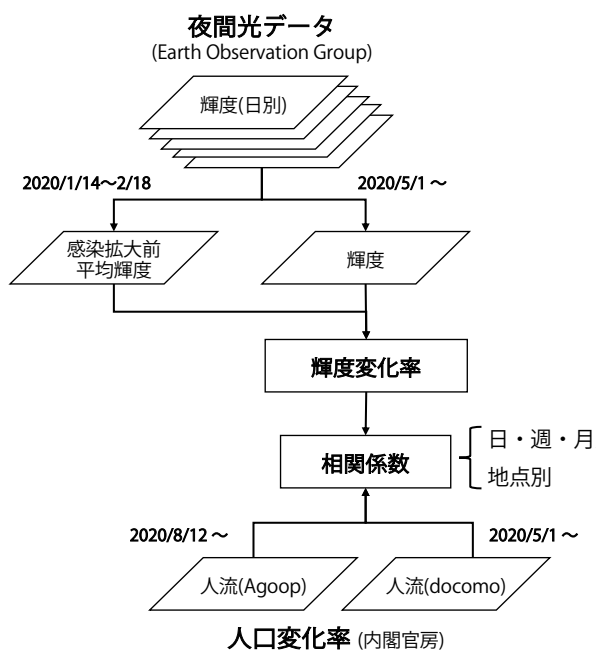 夜間光データ
(Earth Observation Group)
輝度(日別)
2020/1/14～2/18
2020/5/1 ～
感染拡大前
平均輝度
輝度
輝度変化率
相関係数
日・週・月
地点別
2020/8/12 ～
2020/5/1 ～
人流(Agoop)
人流(docomo)
人口変化率 (内閣官房)